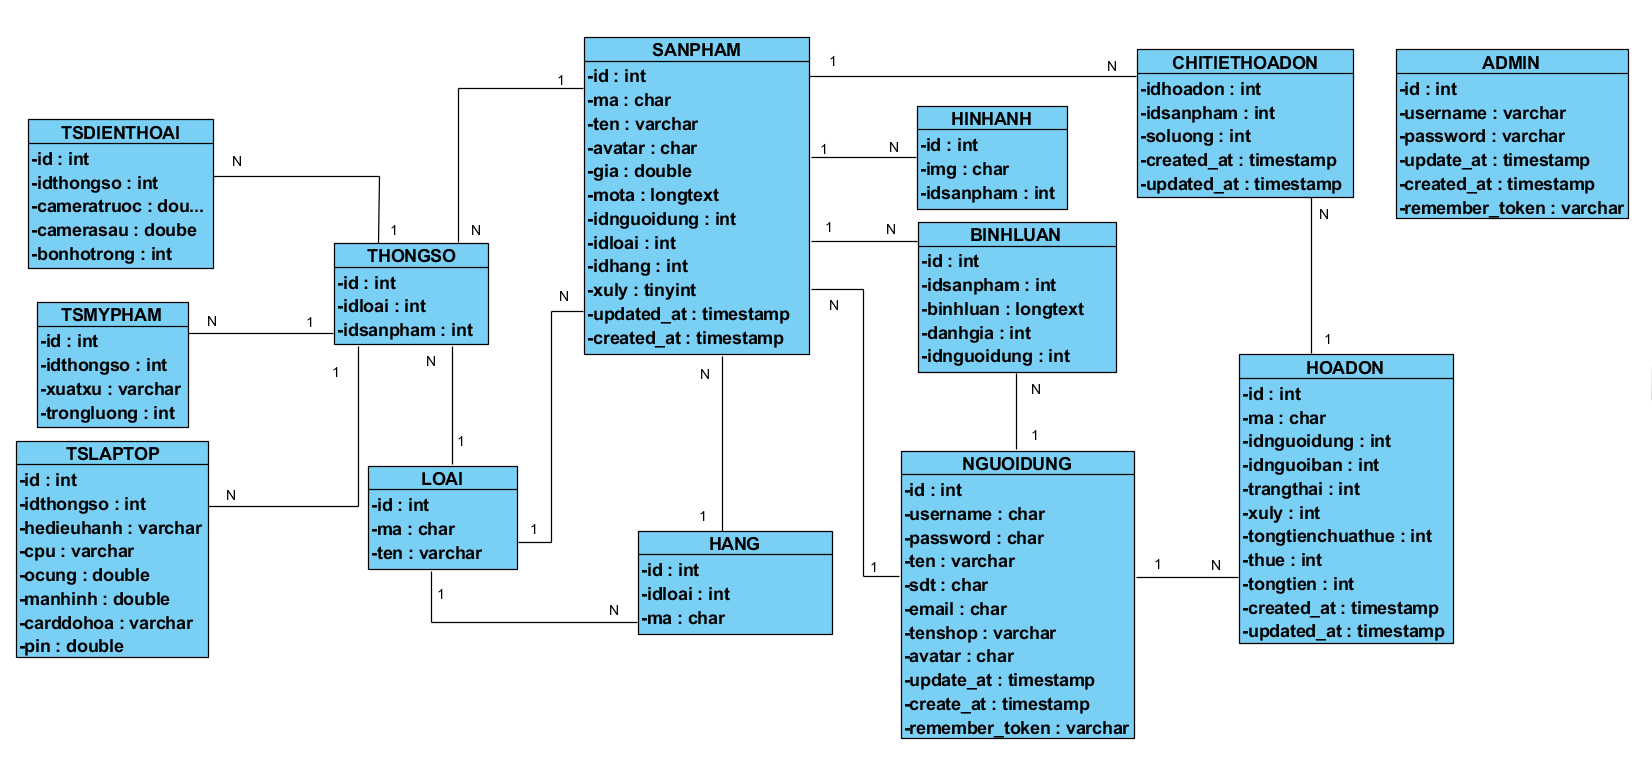 SANPHAM
-id : int
-ma : char
-ten : varchar
-avatar : char
-gia : double
-mota : longtext
-idnguoidung : int
-idloai : int
-idhang : int
-xuly : tinyint
-updated_at : timestamp
-created_at : timestamp
CHITIETHOADON
-idhoadon : int
-idsanpham : int
-soluong : int
-created_at : timestamp
-updated_at : timestamp
ADMIN
-id : int
-username : varchar
-password : varchar
-update_at : timestamp
-created_at : timestamp
-remember_token : varchar
HINHANH
-id : int
-img : char
-idsanpham : int
TSDIENTHOAI
-id : int
-idthongso : int
-cameratruoc : dou...
-camerasau : doube
-bonhotrong : int
BINHLUAN
-id : int
-idsanpham : int
-binhluan : longtext
-danhgia : int
-idnguoidung : int
THONGSO
-id : int
-idloai : int
-idsanpham : int
TSMYPHAM
-id : int
-idthongso : int
-xuatxu : varchar
-trongluong : int
HOADON
-id : int
-ma : char
-idnguoidung : int
-idnguoiban : int
-trangthai : int
-xuly : int
-tongtienchuathue : int
-thue : int
-tongtien : int
-created_at : timestamp
-updated_at : timestamp
TSLAPTOP
-id : int
-idthongso : int
-hedieuhanh : varchar
-cpu : varchar
-ocung : double
-manhinh : double
-carddohoa : varchar
-pin : double
LOAI
-id : int
-ma : char
-ten : varchar
NGUOIDUNG
-id : int
-username : char
-password : char
-ten : varchar
-sdt : char
-email : char
-tenshop : varchar
-avatar : char
-update_at : timestamp
-create_at : timestamp
-remember_token : varchar
HANG
-id : int
-idloai : int
-ma : char
1
N
1
N
1
N
1
N
N
1
N
1
N
1
N
1
N
1
N
1
N
1
N
1
N
1
N
1
1
N
1
N